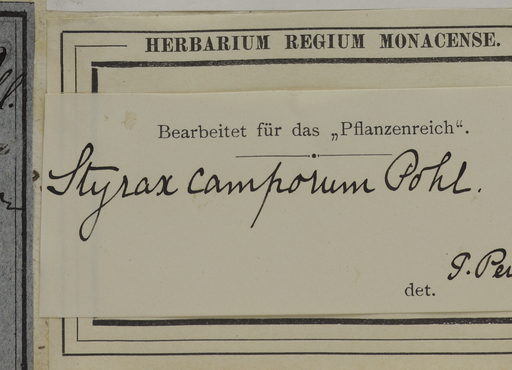 HERBARIUM REGIUM MONACENSE.
Bearbeitet für das „Pflanzenreich“.
Styrax camporum Pohl.
det.